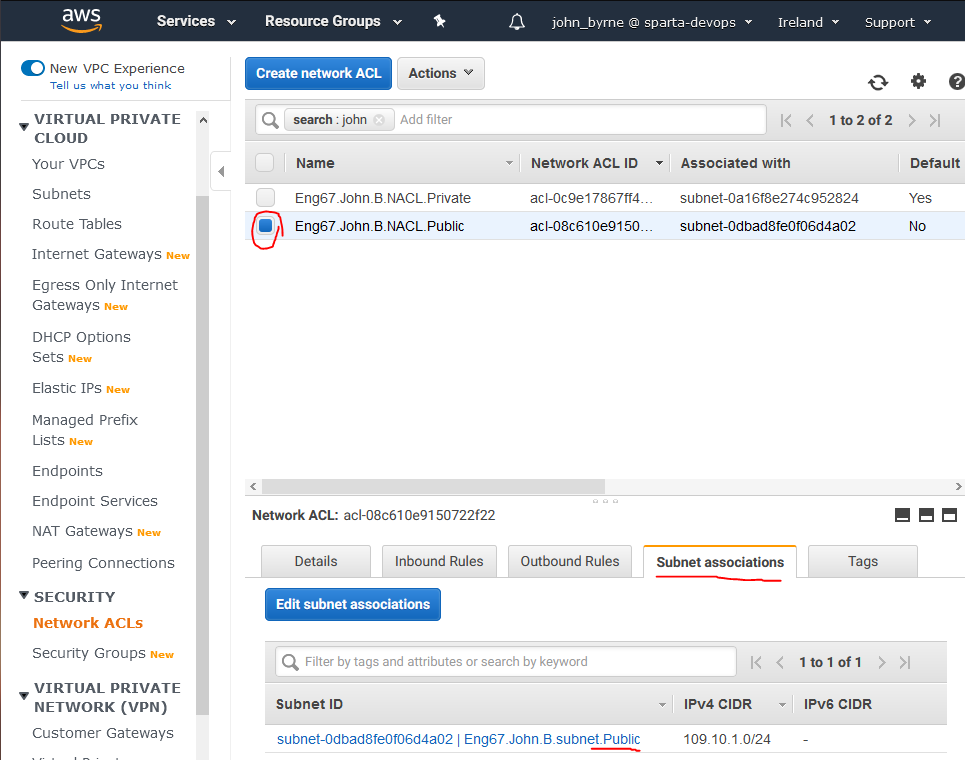 aws Services Resource Groups john_byrne @ sparta-devops Ireland Support
New VPC Experience
Tell us what you think
VIRTUAL PRIVATE
CLOUD
Your VPCs
Subnets
Route Tables
Internet Gateways New
Egress Only Internet
Gateways New
DHCP Options
Sets New
Elastic IPs New
Managed Prefix
Lists New
Endpoints
Endpoint Services
NAT Gateways New
Peering Connections
SECURITY
Network ACLs
Security Groups New
VIRTUAL PRIVATE
NETWORK (VPN)
Customer Gateways
Create network ACL Actions
search : john Add filter 1 to 2 of 2
Name Network ACL ID Associated with Default
Eng67.John.B.NACL.Private acl-0c9e17867ff4... subnet-0a16f8e274c952824 Yes
Eng67.John.B.NACL.Public acl-08c610e9150... subnet-0dbad8fe0f06d4a02 No
Network ACL: acl-08c610e9150722f22
Details Inbound Rules Outbound Rules Subnet associations Tags
Edit subnet associations
Filter by tags and attributes or search by keyword 1 to 1 of 1
Subnet ID IPv4 CIDR IPv6 CIDR
subnet-0dbad8fe0f06d4a02 | Eng67.John.B.subnet.Public 109.10.1.0/24 -